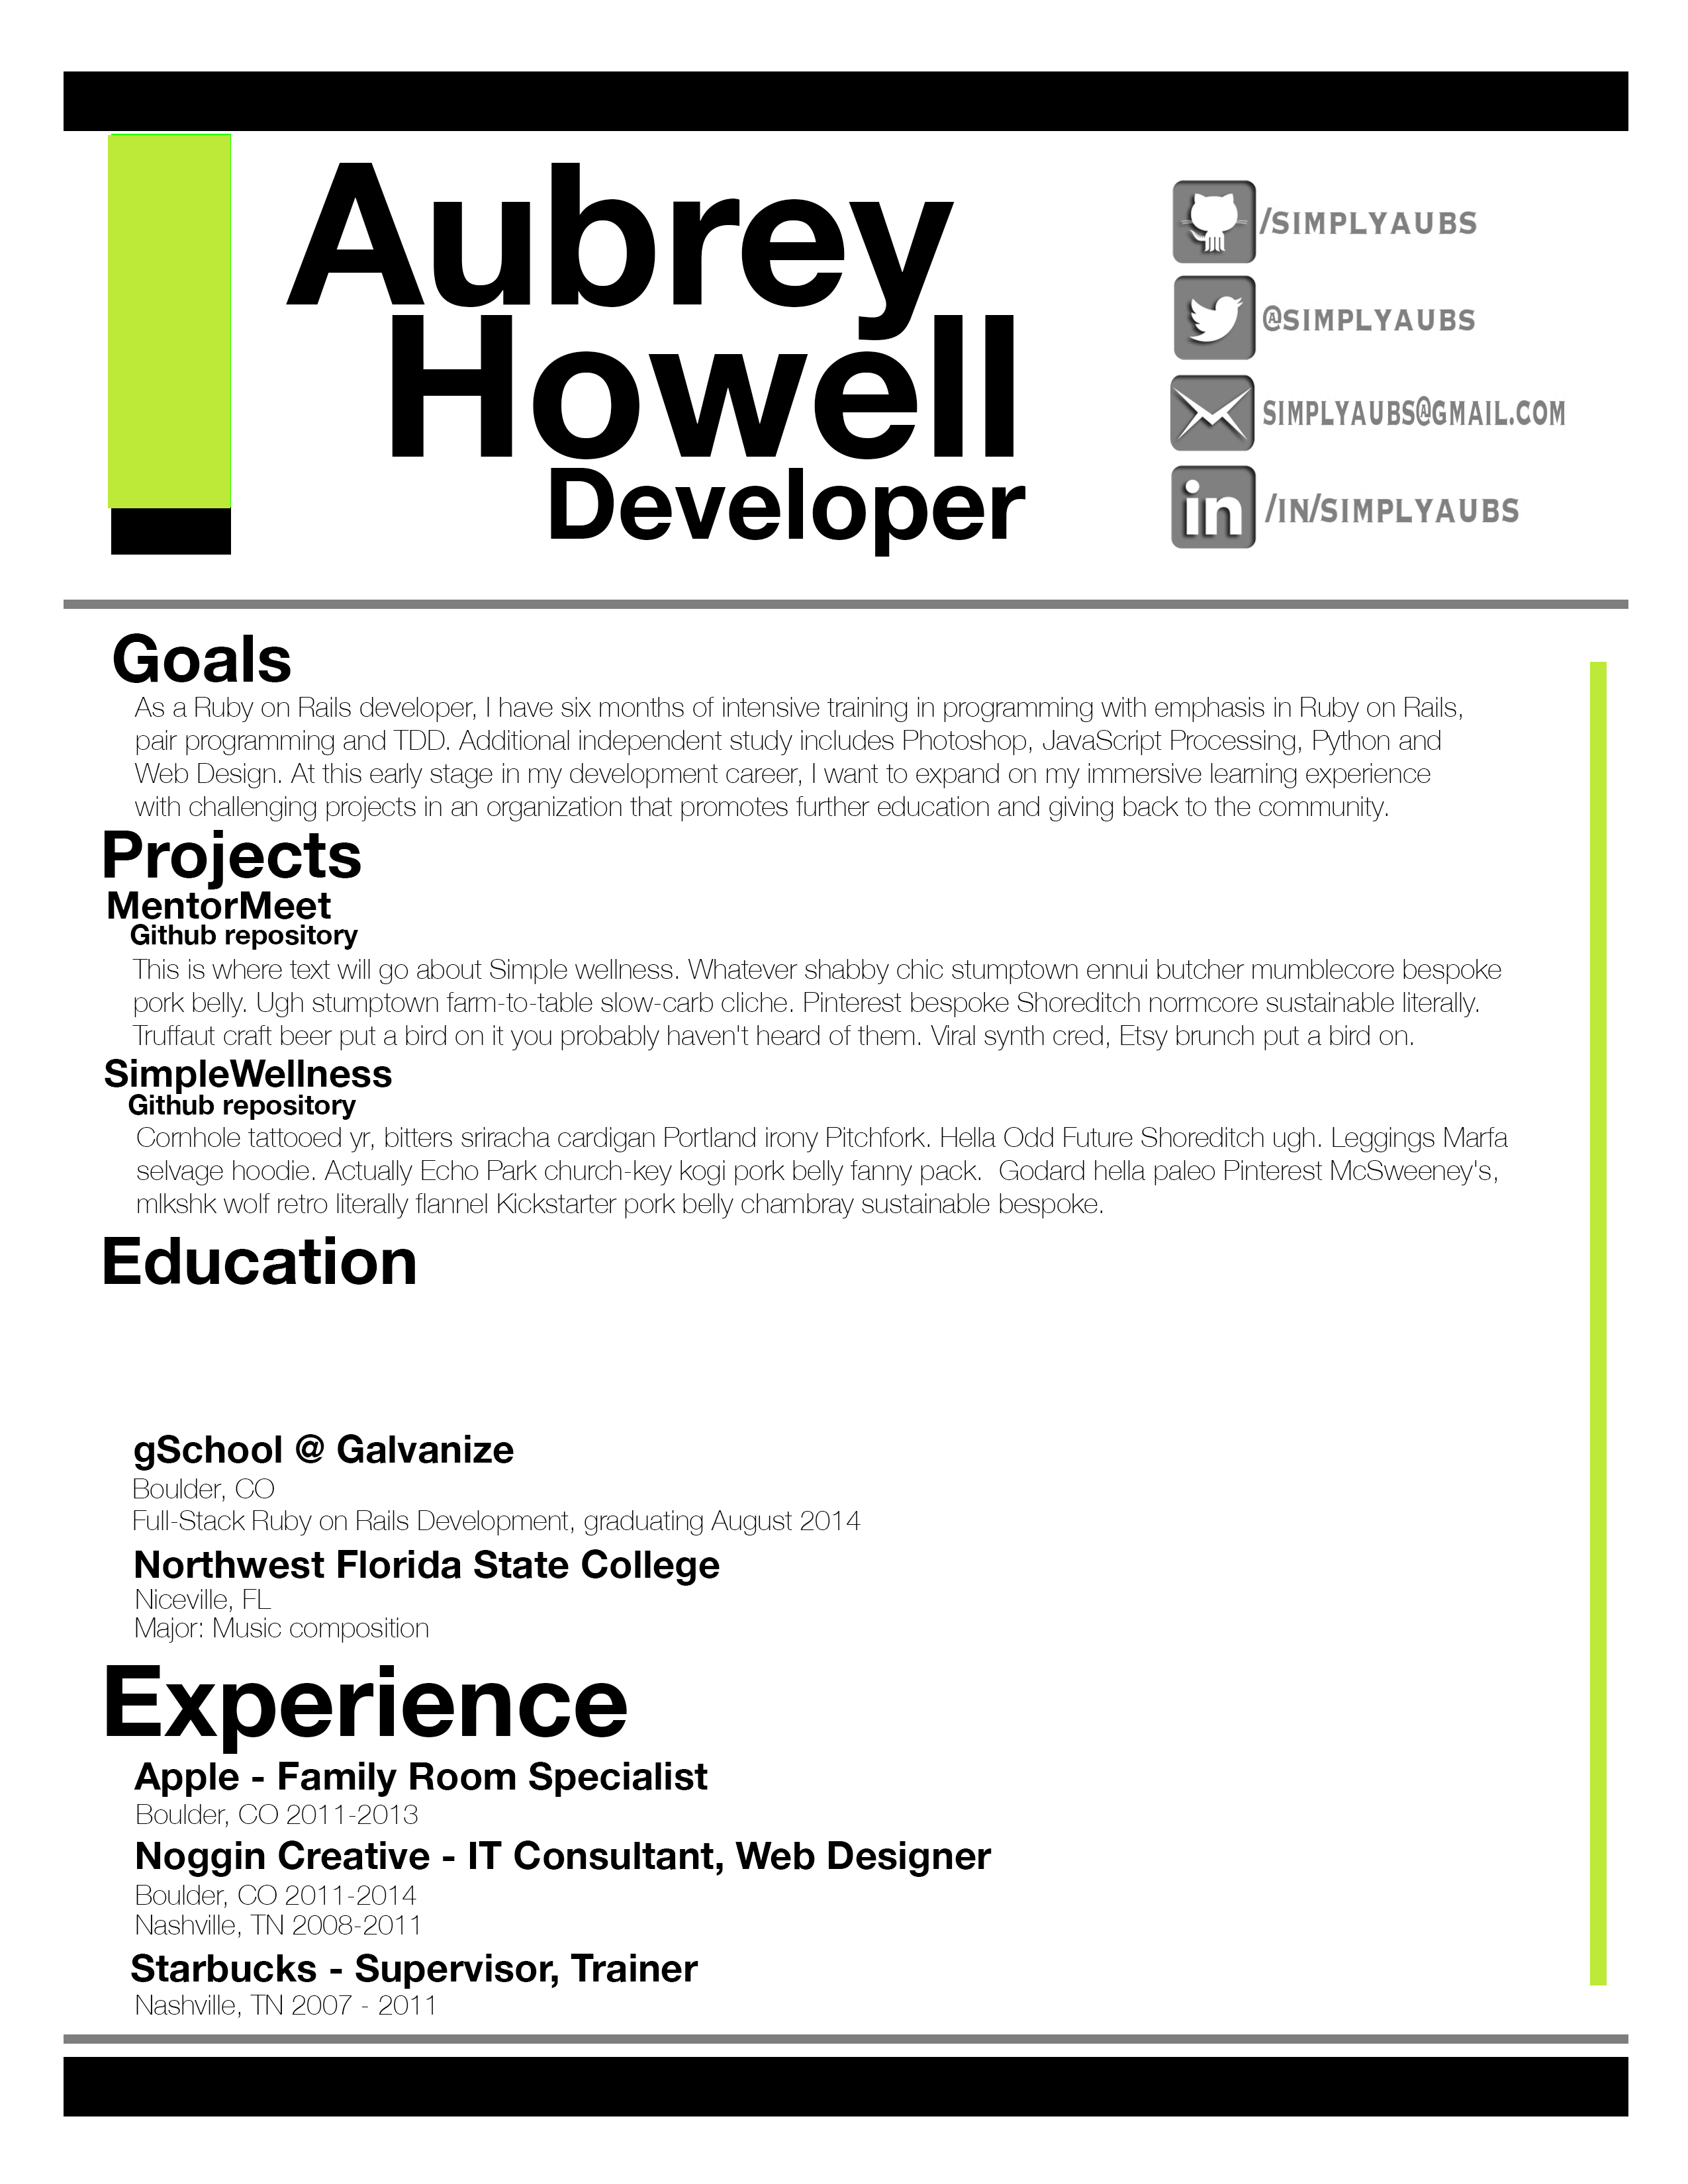 Aubrey
Howell
Developer
/SIMPLYAUBS
@SIMPLYAUBS
SIMPLYAUBS@GMAIL.COM
in
/IN/SIMPLYAUBS
Goals
As a Ruby on Rails developer, I have six months of intensive training in programming with emphasis in Ruby on Rails,
pair programming and TDD. Additional independent study includes Photoshop, JavaScript Processing, Python and
Web Design. At this early stage in my development career, I want to expand on my immersive learning experience
with challenging projects in an organization that promotes further education and giving back to the community.
Projects
MentorMeet
Github repository
This is where text will go about Simple wellness. Whatever shabby chic stumptown ennui butcher mumblecore bespoke
pork belly. Ugh stumptown farm-to-table slow-carb cliche. Pinterest bespoke Shoreditch normcore sustainable literally.
Truffaut craft beer put a bird on it you probably haven't heard of them. Viral synth cred, Etsy brunch put a bird on.
SimpleWellness
Github repository
Cornhole tattooed yr, bitters sriracha cardigan Portland irony Pitchfork. Hella Odd Future Shoreditch ugh. Leggings Marfa
selvage hoodie. Actually Echo Park church-key kogi pork belly fanny pack.  Godard hella paleo Pinterest McSweeney's,
mlkshk wolf retro literally flannel Kickstarter pork belly chambray sustainable bespoke.
Education
gSchool @ Galvanize
Boulder, CO
Full-Stack Ruby on Rails Development, graduating August 2014
Northwest Florida State College
Niceville, FL
Major: Music composition
Experience
Apple - Family Room Specialist
Boulder, CO 2011-2013
Noggin Creative - IT Consultant, Web Designer
Boulder, CO 2011-2014
Nashville, TN 2008-2011
Starbucks - Supervisor, Trainer
Nashville, TN 2007 - 2011